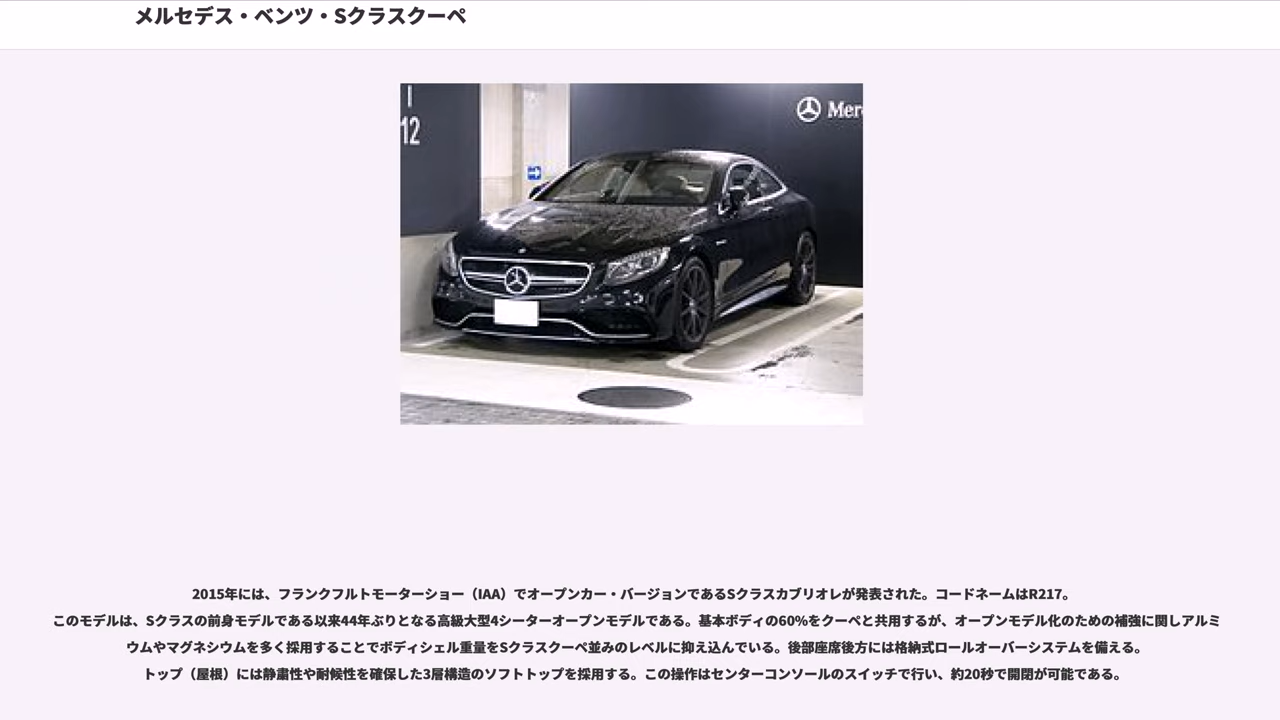 メルセデス・ベンツ・Sクラスクーペ
12
Mer
2015年には、フランクフルトモーターショー（IAA）でオープンカー・バージョンであるSクラスカブリオレが発表された。コードネームはR217。
このモデルは、Sクラスの前身モデルである以来44年ぶりとなる高級大型4シーターオープンモデルである。基本ボディの60%をクーペと共用するが、オープンモデル化のための補強に関しアルミ
ウムやマグネシウムを多く採用することでボディシェル重量をSクラスクーペ並みのレベルに抑え込んでいる。後部座席後方には格納式ロールオーバーシステムを備える。
トップ（屋根）には静粛性や耐候性を確保した3層構造のソフトトップを採用する。この操作はセンターコンソールのスイッチで行い、約20秒で開閉が可能である。